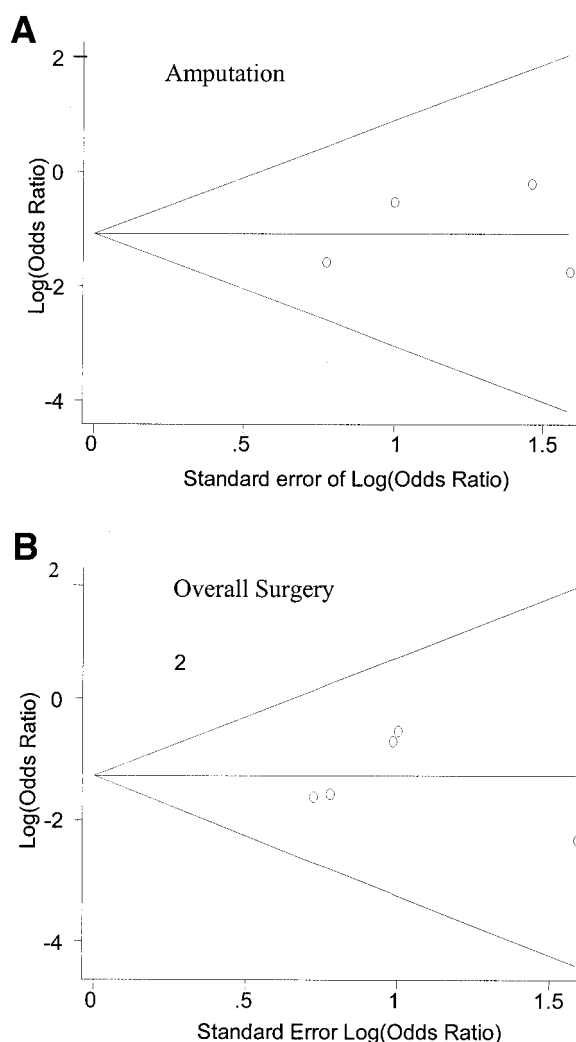 A
Amputation
2
0
-2
-4
Log(Odds Ratio)
0 .5 1 1.5
Standard error of Log(Odds Ratio)
B
Overall Surgery
2
2
0
-2
-4
Log(Odds Ratio)
0 .5 1 1.5
Standard Error Log(Odds Ratio)